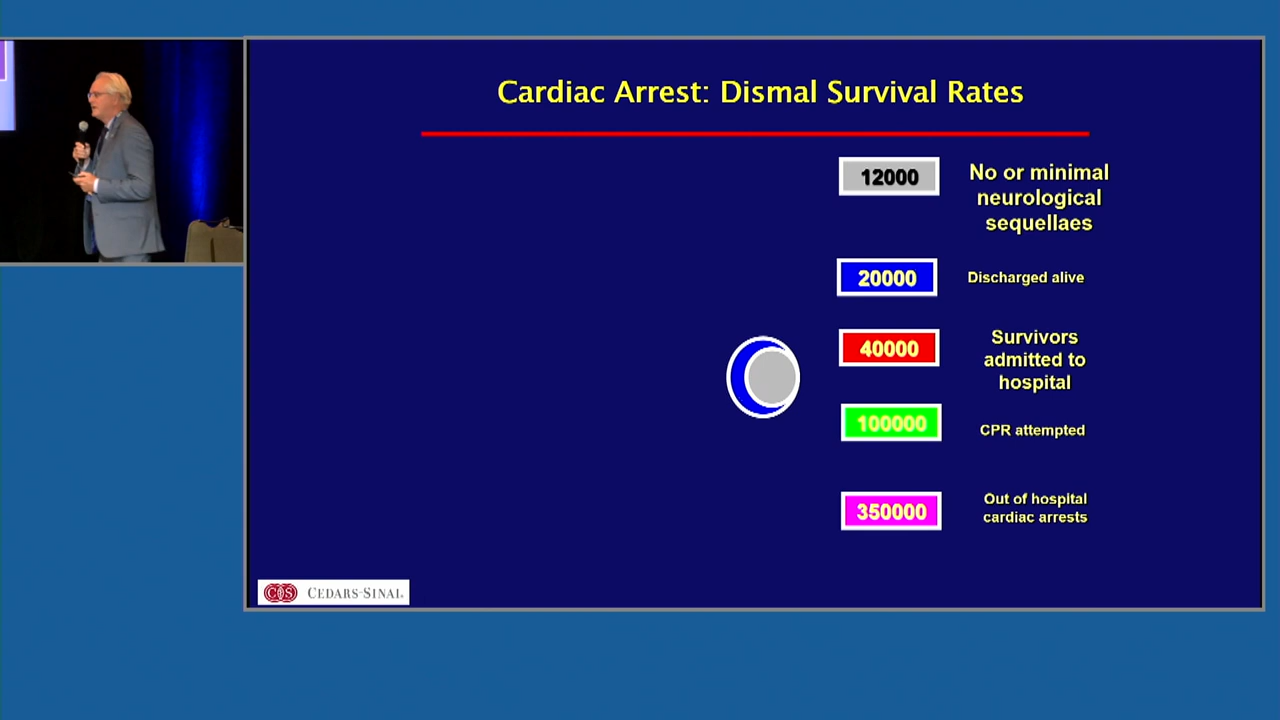 Cardiac Arrest: Dismal Survival Rates
12000
No or minimal
neurological
sequellaes
20000
Discharged alive
40000
Survivors
admitted to
hospital
100000
CPR attempted
350000
Out of hospital
cardiac arrests
CEDARS-SINAI